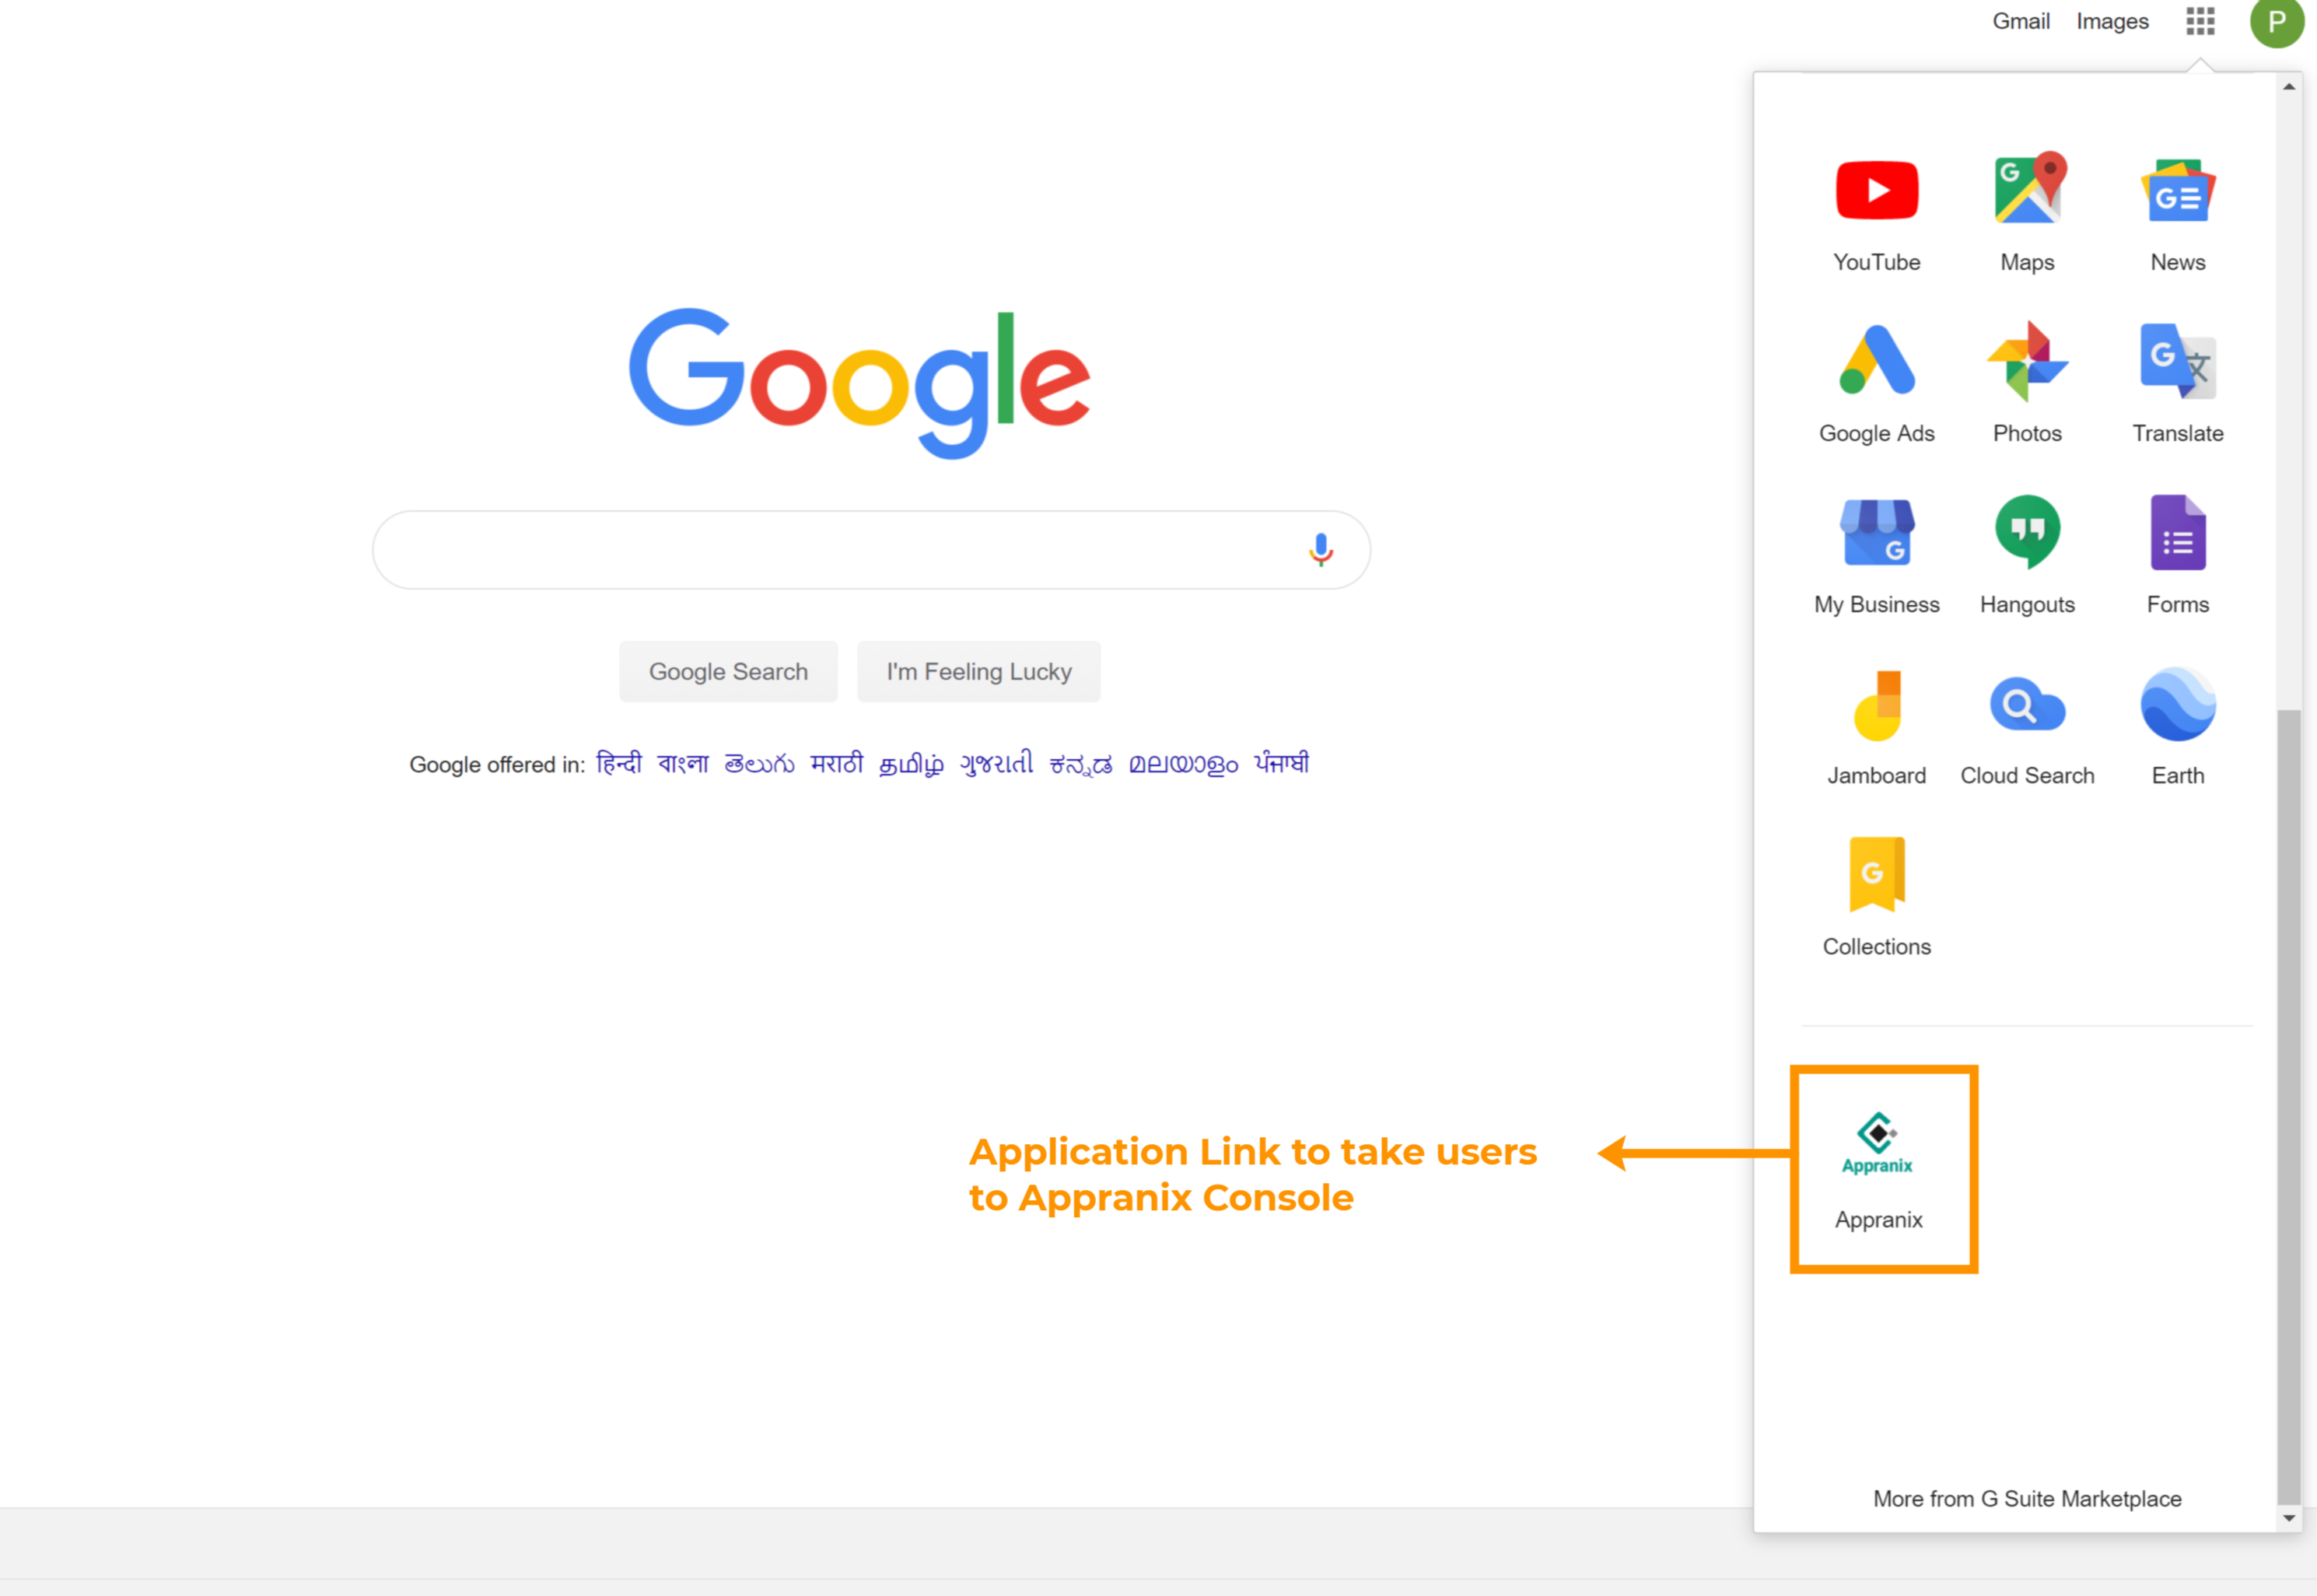 Gmail Images P
YouTube Maps News
Google
Google Ads Photos Translate
My Business Hangouts Forms
Google Search I'm Feeling Lucky
Google offered in: हिन्दी বাংলা తెలుగు मराठी தமிழ் ગુજરાતી ಕನ್ನಡ മലയാളം ਪੰਜਾਬੀ
Jamboard Cloud Search Earth
Collections
Application Link to take users
to Appranix Console
Appranix
Appranix
More from G Suite Marketplace